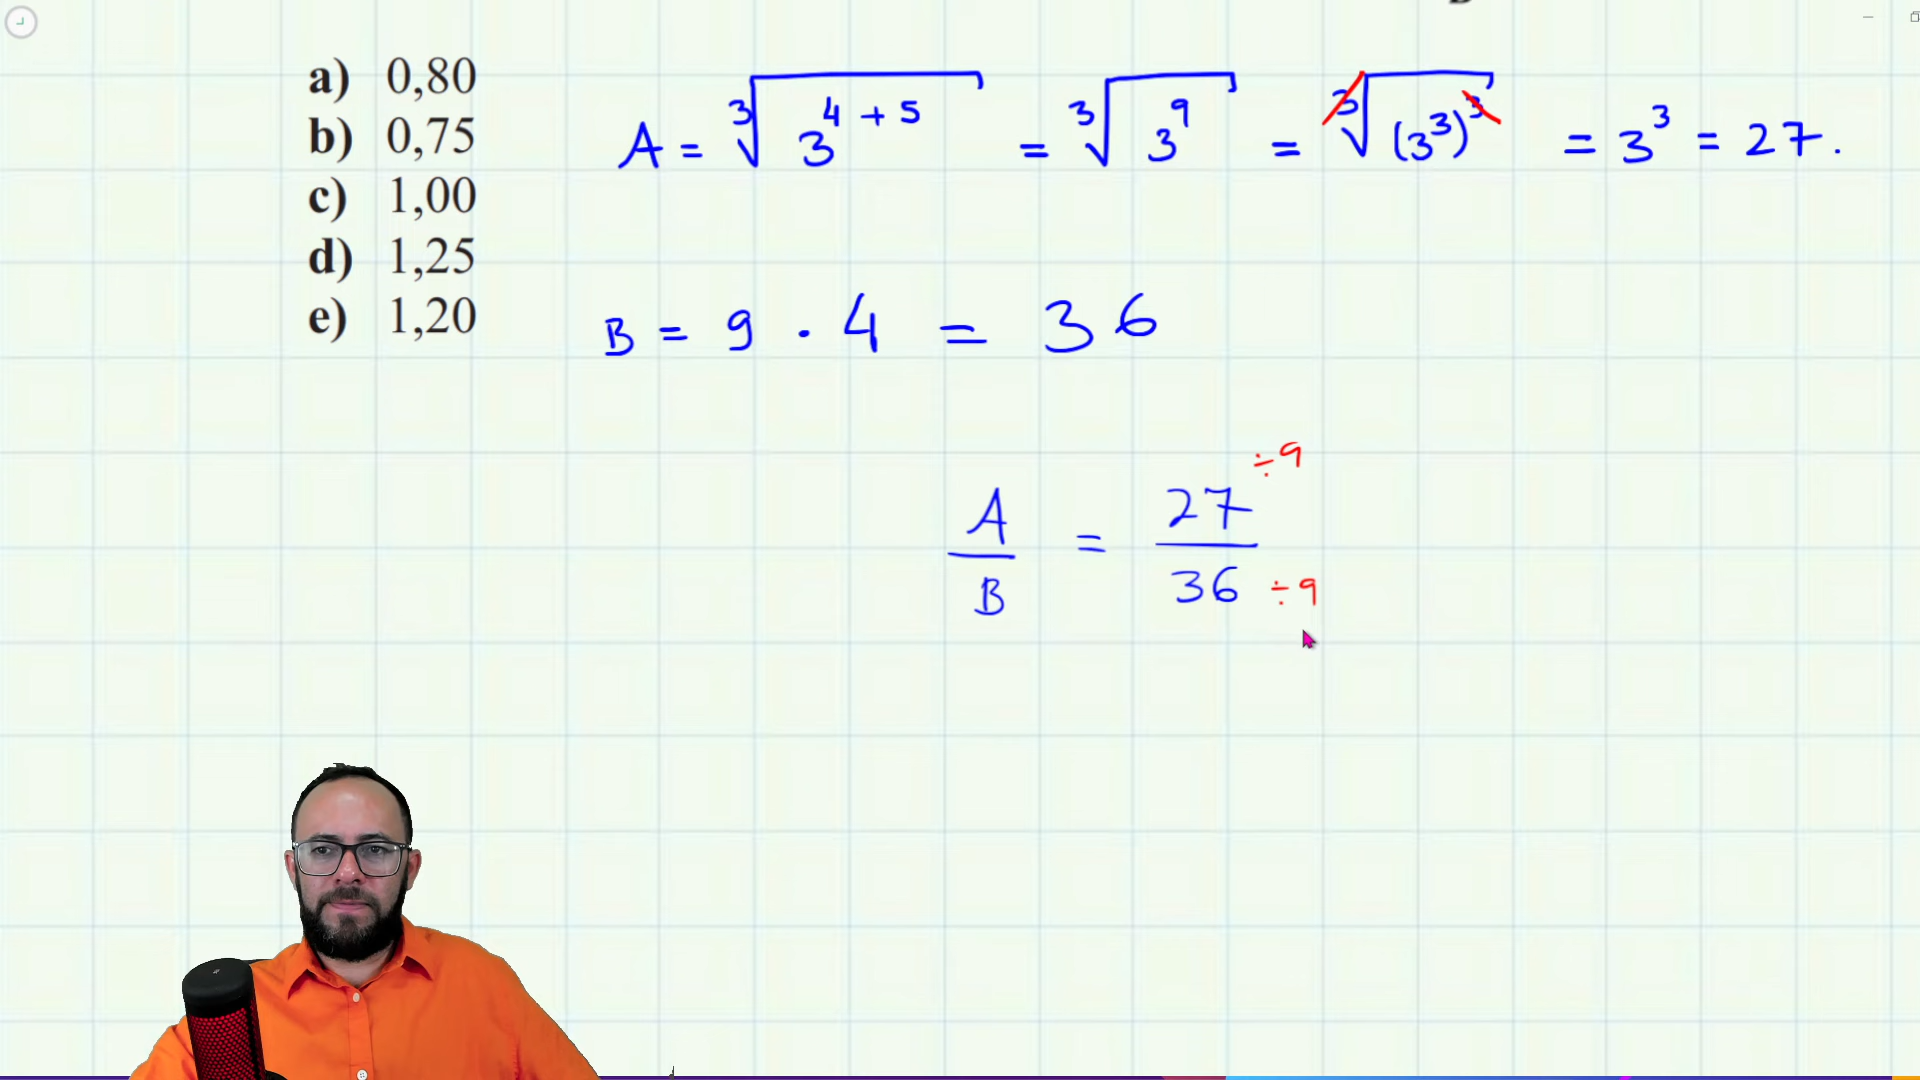 a) 0,80
b) 0,75
c) 1,00
d) 1,25
e) 1,20
A = ∛(3^(4 + 5)) = ∛(3^9) = ∛((3^3)^3) = 3^3 = 27.
B = 9 . 4 = 36
A/B = 27 ÷9 / 36 ÷9